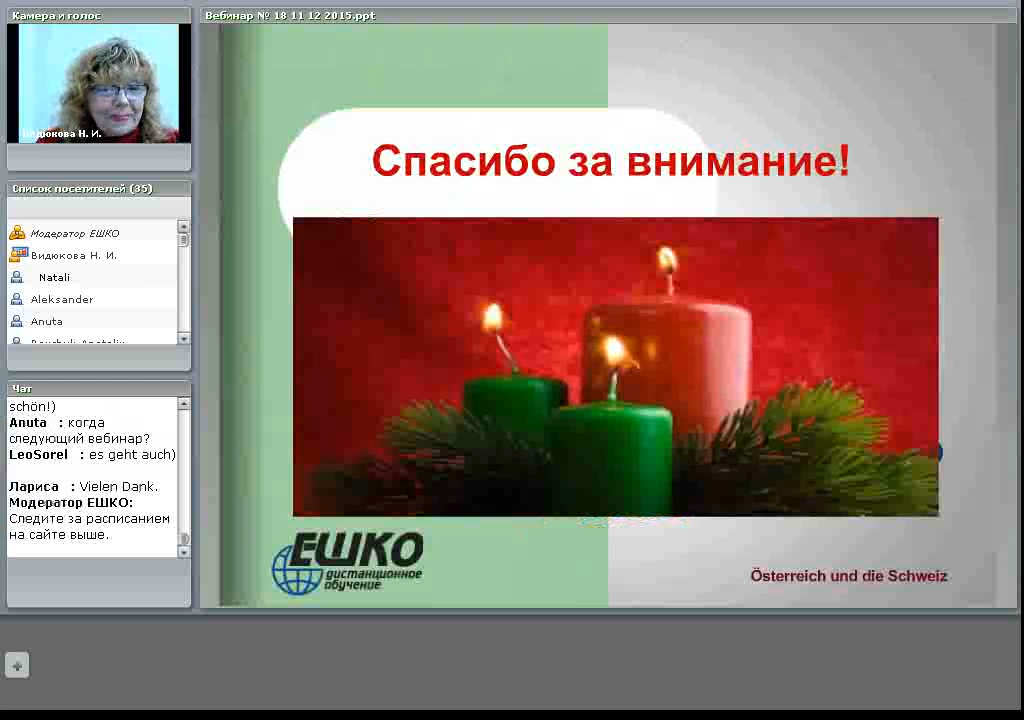 Камера и голос
Видюкова Н. И.
Список посетителей (35)
Модератор ЕШКО
Видюкова Н. И.
Natali
Aleksander
Anuta
Чат
schön!)
Anuta : когда
следующий вебинар?
LeoSorel : es geht auch)
Лариса : Vielen Dank.
Модератор ЕШКО:
Следите за расписанием
на сайте выше.
Вебинар № 18 11 12 2015.ppt
Спасибо за внимание!
ЕШКО
дистанционное
обучение
Österreich und die Schweiz